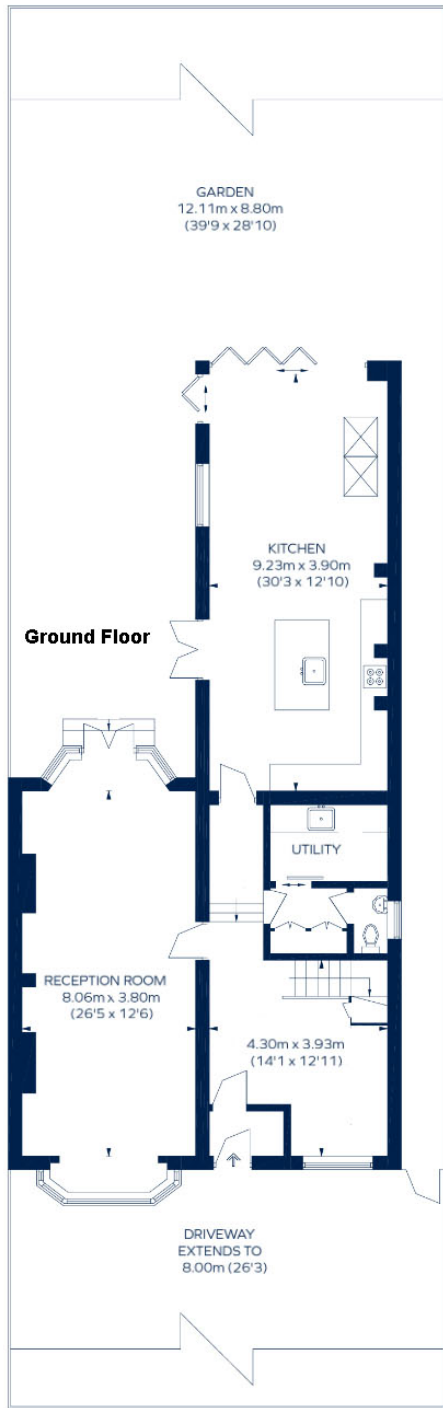 GARDEN
12.11m x 8.80m
(39'9 x 28'10)
KITCHEN
9.23m x 3.90m
(30'3 x 12'10)
Ground Floor
UTILITY
RECEPTION ROOM
8.06m x 3.80m
(26'5 x 12'6)
4.30m x 3.93m
(14'1 x 12'11)
DRIVEWAY
EXTENDS TO
8.00m (26'3)